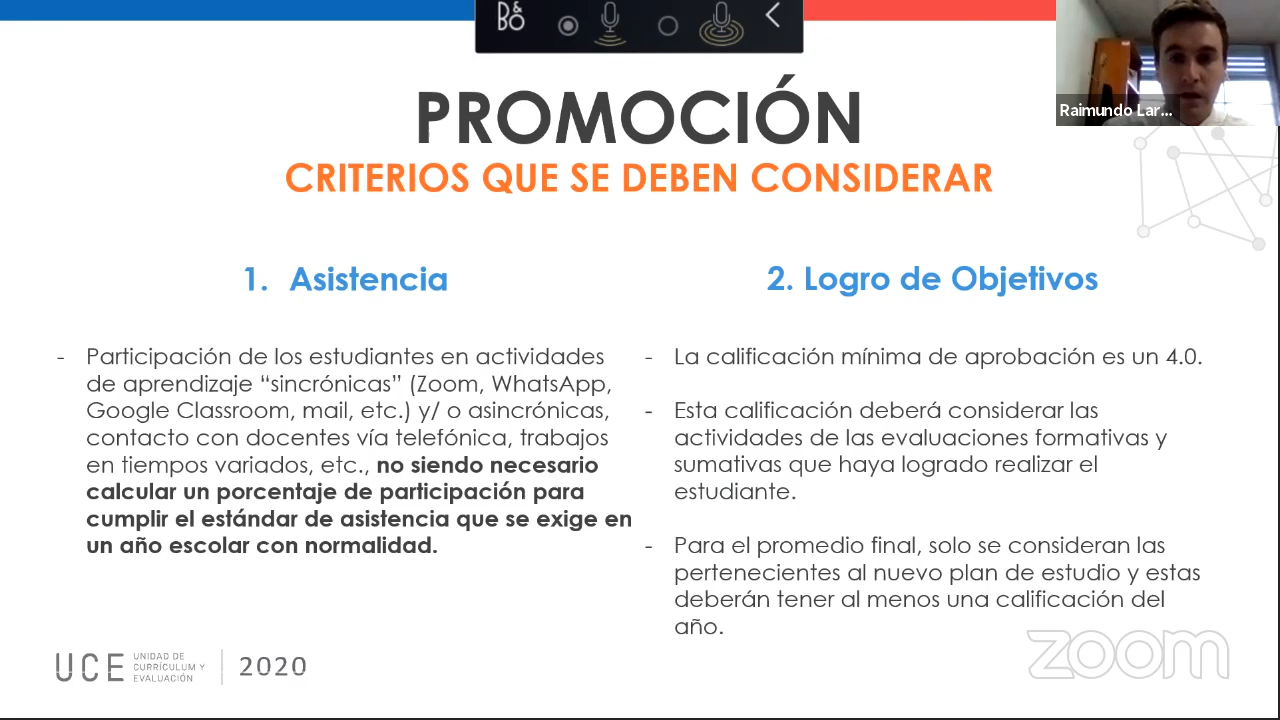 B&O
Raimundo Lar...
PROMOCIÓN
CRITERIOS QUE SE DEBEN CONSIDERAR
1. Asistencia
- Participación de los estudiantes en actividades
de aprendizaje “sincrónicas” (Zoom, WhatsApp,
Google Classroom, mail, etc.) y/ o asincrónicas,
contacto con docentes vía telefónica, trabajos
en tiempos variados, etc., no siendo necesario
calcular un porcentaje de participación para
cumplir el estándar de asistencia que se exige en
un año escolar con normalidad.
2. Logro de Objetivos
- La calificación mínima de aprobación es un 4.0.
- Esta calificación deberá considerar las
actividades de las evaluaciones formativas y
sumativas que haya logrado realizar el
estudiante.
- Para el promedio final, solo se consideran las
pertenecientes al nuevo plan de estudio y estas
deberán tener al menos una calificación del
año.
UCE
UNIDAD DE
CURRÍCULUM Y
EVALUACIÓN
2020
zoom